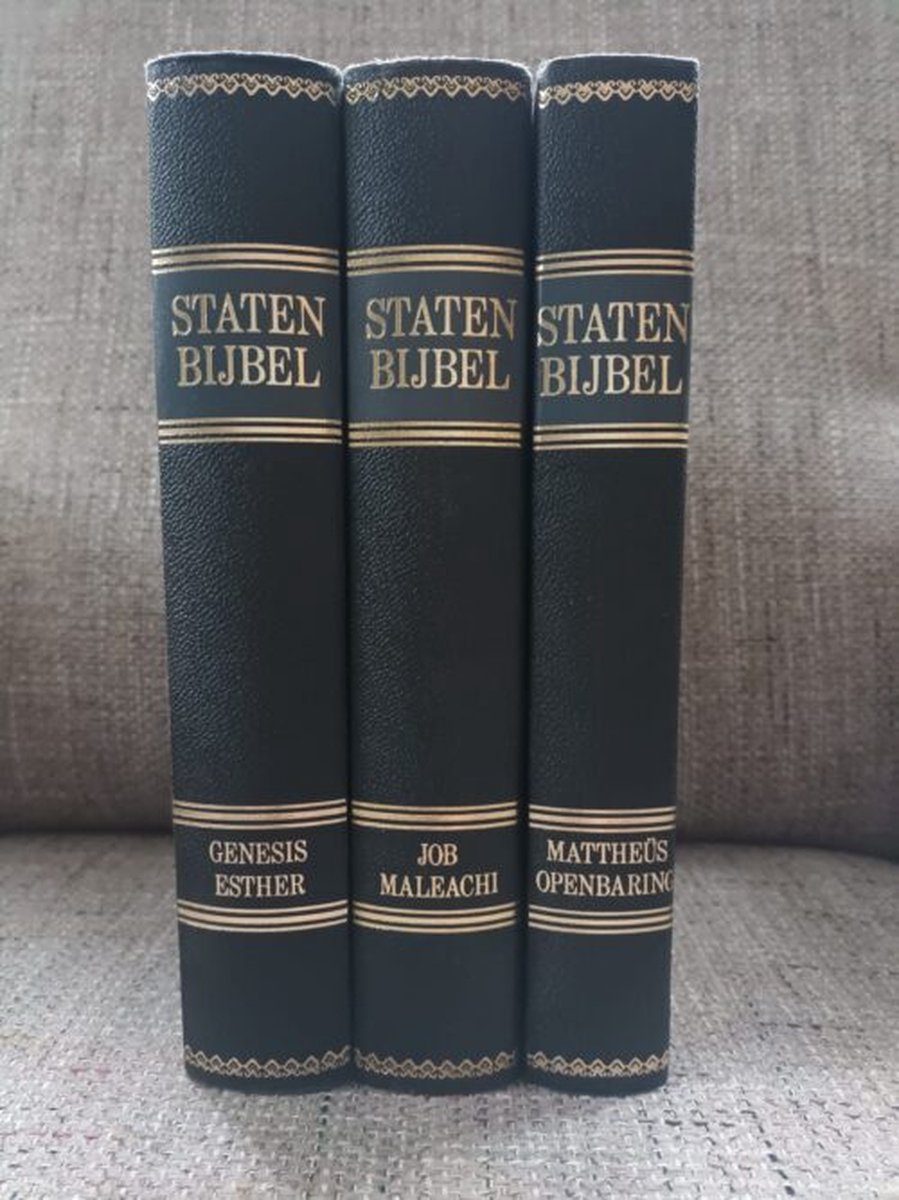 STATEN
BIJBEL
GENESIS
ESTHER
STATEN
BIJBEL
JOB
MALEACHI
STATEN
BIJBEL
MATTHEÜS
OPENBARING